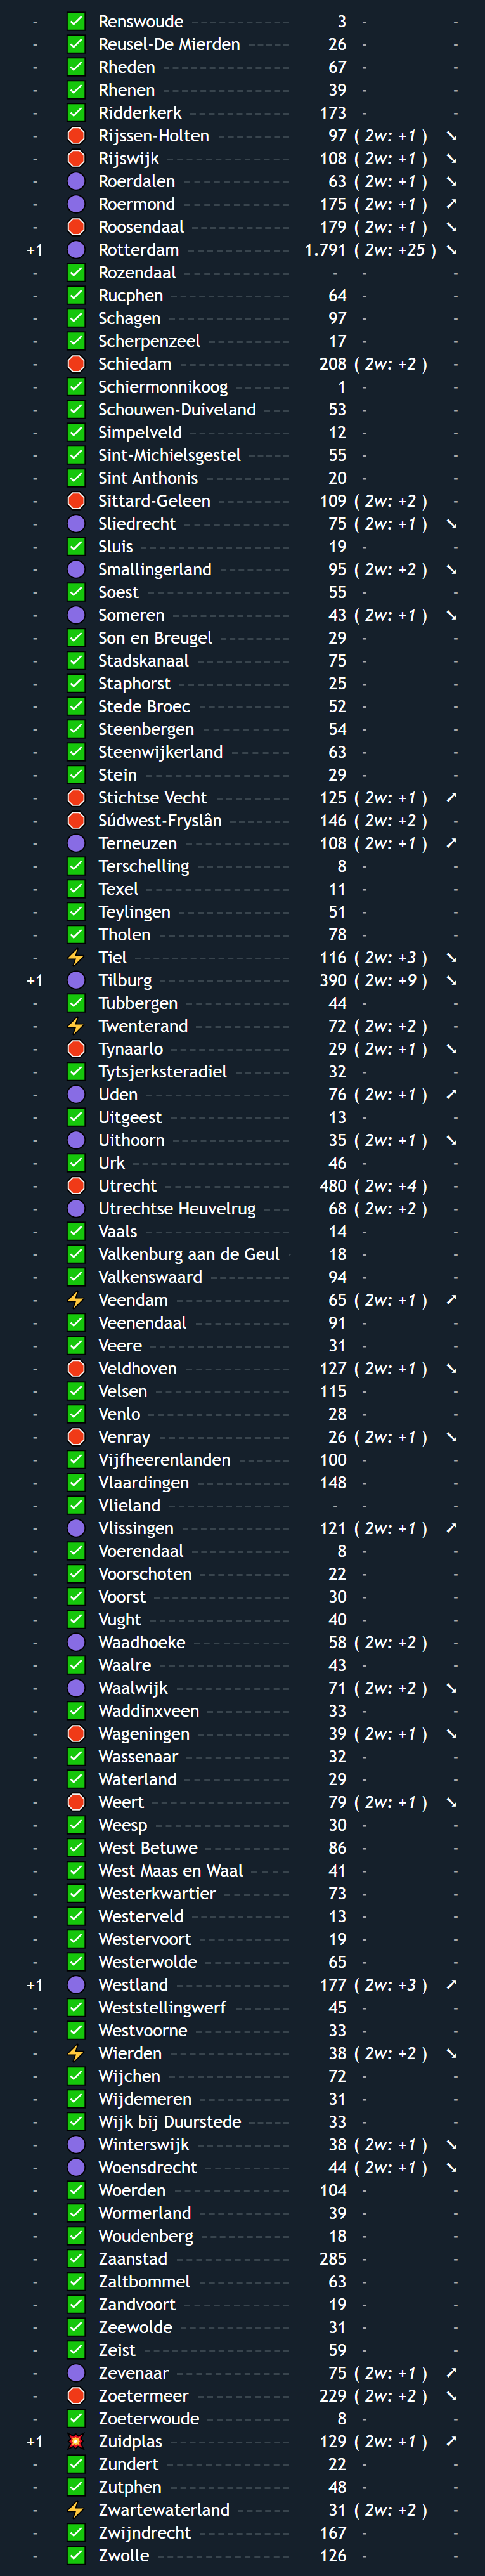 - ✅ Renswoude ------ 3 - -
- ✅ Reusel-De Mierden ------ 26 - -
- ✅ Rheden ------ 67 - -
- ✅ Rhenen ------ 39 - -
- ✅ Ridderkerk ------ 173 - -
- 🛑 Rijssen-Holten ------ 97 ( 2w: +1 ) ➘
- 🛑 Rijswijk ------ 108 ( 2w: +1 ) ➘
- 🟣 Roerdalen ------ 63 ( 2w: +1 ) ➘
- 🟣 Roermond ------ 175 ( 2w: +1 ) ➚
- 🛑 Roosendaal ------ 179 ( 2w: +1 ) ➘
+1 🟣 Rotterdam ------ 1.791 ( 2w: +25 ) ➘
- ✅ Rozendaal ------ - - -
- ✅ Rucphen ------ 64 - -
- ✅ Schagen ------ 97 - -
- ✅ Scherpenzeel ------ 17 - -
- 🛑 Schiedam ------ 208 ( 2w: +2 ) -
- ✅ Schiermonnikoog ------ 1 - -
- ✅ Schouwen-Duiveland ------ 53 - -
- ✅ Simpelveld ------ 12 - -
- ✅ Sint-Michielsgestel ------ 55 - -
- ✅ Sint Anthonis ------ 20 - -
- 🛑 Sittard-Geleen ------ 109 ( 2w: +2 ) -
- 🟣 Sliedrecht ------ 75 ( 2w: +1 ) ➘
- ✅ Sluis ------ 19 - -
- 🟣 Smallingerland ------ 95 ( 2w: +2 ) ➘
- ✅ Soest ------ 55 - -
- 🟣 Someren ------ 43 ( 2w: +1 ) ➘
- ✅ Son en Breugel ------ 29 - -
- ✅ Stadskanaal ------ 75 - -
- ✅ Staphorst ------ 25 - -
- ✅ Stede Broec ------ 52 - -
- ✅ Steenbergen ------ 54 - -
- ✅ Steenwijkerland ------ 63 - -
- ✅ Stein ------ 29 - -
- 🛑 Stichtse Vecht ------ 125 ( 2w: +1 ) ➚
- 🛑 Súdwest-Fryslân ------ 146 ( 2w: +2 ) -
- 🟣 Terneuzen ------ 108 ( 2w: +1 ) ➚
- ✅ Terschelling ------ 8 - -
- ✅ Texel ------ 11 - -
- ✅ Teylingen ------ 51 - -
- ✅ Tholen ------ 78 - -
- ⚡ Tiel ------ 116 ( 2w: +3 ) ➘
+1 🟣 Tilburg ------ 390 ( 2w: +9 ) ➘
- ✅ Tubbergen ------ 44 - -
- ⚡ Twenterand ------ 72 ( 2w: +2 ) -
- 🛑 Tynaarlo ------ 29 ( 2w: +1 ) ➘
- ✅ Tytsjerksteradiel ------ 32 - -
- 🟣 Uden ------ 76 ( 2w: +1 ) ➚
- ✅ Uitgeest ------ 13 - -
- 🟣 Uithoorn ------ 35 ( 2w: +1 ) ➘
- ✅ Urk ------ 46 - -
- 🛑 Utrecht ------ 480 ( 2w: +4 ) -
- 🟣 Utrechtse Heuvelrug ------ 68 ( 2w: +2 ) -
- ✅ Vaals ------ 14 - -
- ✅ Valkenburg aan de Geul - 18 - -
- ✅ Valkenswaard ------ 94 - -
- ⚡ Veendam ------ 65 ( 2w: +1 ) ➚
- ✅ Veenendaal ------ 91 - -
- ✅ Veere ------ 31 - -
- 🛑 Veldhoven ------ 127 ( 2w: +1 ) ➘
- ✅ Velsen ------ 115 - -
- ✅ Venlo ------ 28 - -
- 🛑 Venray ------ 26 ( 2w: +1 ) ➘
- ✅ Vijfheerenlanden ------ 100 - -
- ✅ Vlaardingen ------ 148 - -
- ✅ Vlieland ------ - - -
- 🟣 Vlissingen ------ 121 ( 2w: +1 ) ➚
- ✅ Voerendaal ------ 8 - -
- ✅ Voorschoten ------ 22 - -
- ✅ Voorst ------ 30 - -
- ✅ Vught ------ 40 - -
- 🟣 Waadhoeke ------ 58 ( 2w: +2 ) -
- ✅ Waalre ------ 43 - -
- 🟣 Waalwijk ------ 71 ( 2w: +2 ) ➘
- ✅ Waddinxveen ------ 33 - -
- 🛑 Wageningen ------ 39 ( 2w: +1 ) ➘
- ✅ Wassenaar ------ 32 - -
- ✅ Waterland ------ 29 - -
- 🛑 Weert ------ 79 ( 2w: +1 ) ➘
- ✅ Weesp ------ 30 - -
- ✅ West Betuwe ------ 86 - -
- ✅ West Maas en Waal ---- 41 - -
- ✅ Westerkwartier ------ 73 - -
- ✅ Westerveld ------ 13 - -
- ✅ Westervoort ------ 19 - -
- ✅ Westerwolde ------ 65 - -
+1 🟣 Westland ------ 177 ( 2w: +3 ) ➚
- ✅ Weststellingwerf ------ 45 - -
- ✅ Westvoorne ------ 33 - -
- ⚡ Wierden ------ 38 ( 2w: +2 ) ➘
- ✅ Wijchen ------ 72 - -
- ✅ Wijdemeren ------ 31 - -
- ✅ Wijk bij Duurstede ------ 33 - -
- 🟣 Winterswijk ------ 38 ( 2w: +1 ) ➘
- 🟣 Woensdrecht ------ 44 ( 2w: +1 ) ➘
- ✅ Woerden ------ 104 - -
- ✅ Wormerland ------ 39 - -
- ✅ Woudenberg ------ 18 - -
- ✅ Zaanstad ------ 285 - -
- ✅ Zaltbommel ------ 63 - -
- ✅ Zandvoort ------ 19 - -
- ✅ Zeewolde ------ 31 - -
- ✅ Zeist ------ 59 - -
- 🟣 Zevenaar ------ 75 ( 2w: +1 ) ➚
- 🛑 Zoetermeer ------ 229 ( 2w: +2 ) ➘
- ✅ Zoeterwoude ------ 8 - -
+1 💥 Zuidplas ------ 129 ( 2w: +1 ) ➚
- ✅ Zundert ------ 22 - -
- ✅ Zutphen ------ 48 - -
- ⚡ Zwartewaterland ------ 31 ( 2w: +2 ) -
- ✅ Zwijndrecht ------ 167 - -
- ✅ Zwolle ------ 126 - -